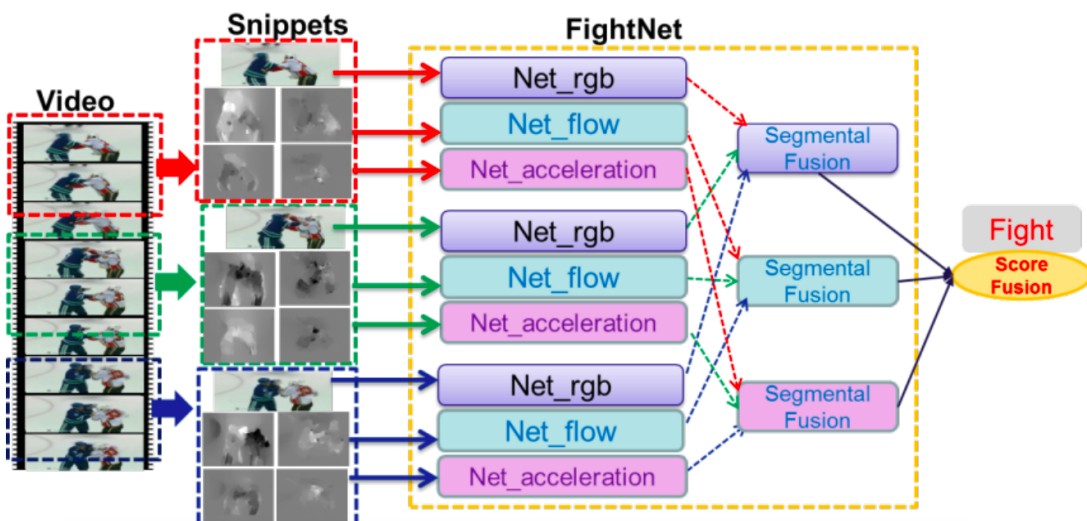 Snippets
FightNet
Video
Net_rgb
Net_flow
Net_acceleration
Net_rgb
Net_flow
Net_acceleration
Net_rgb
Net_flow
Net_acceleration
Segmental
Fusion
Segmental
Fusion
Segmental
Fusion
Fight
Score
Fusion